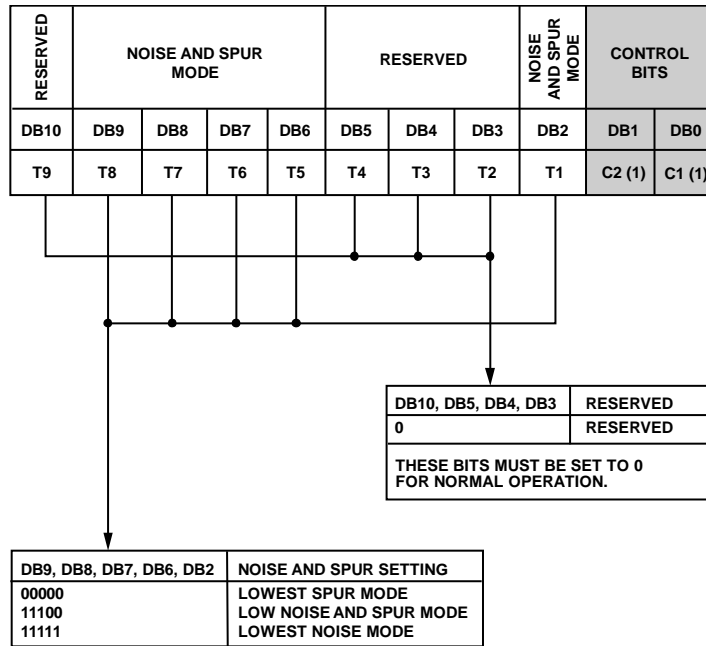 RESERVED
NOISE AND SPUR
MODE
RESERVED
NOISE
AND SPUR
MODE
CONTROL
BITS
DB10 DB9 DB8 DB7 DB6 DB5 DB4 DB3 DB2 DB1 DB0
T9 T8 T7 T6 T5 T4 T3 T2 T1 C2 (1) C1 (1)
DB10, DB5, DB4, DB3 RESERVED
0 RESERVED
THESE BITS MUST BE SET TO 0
FOR NORMAL OPERATION.
DB9, DB8, DB7, DB6, DB2 NOISE AND SPUR SETTING
00000 LOWEST SPUR MODE
11100 LOW NOISE AND SPUR MODE
11111 LOWEST NOISE MODE